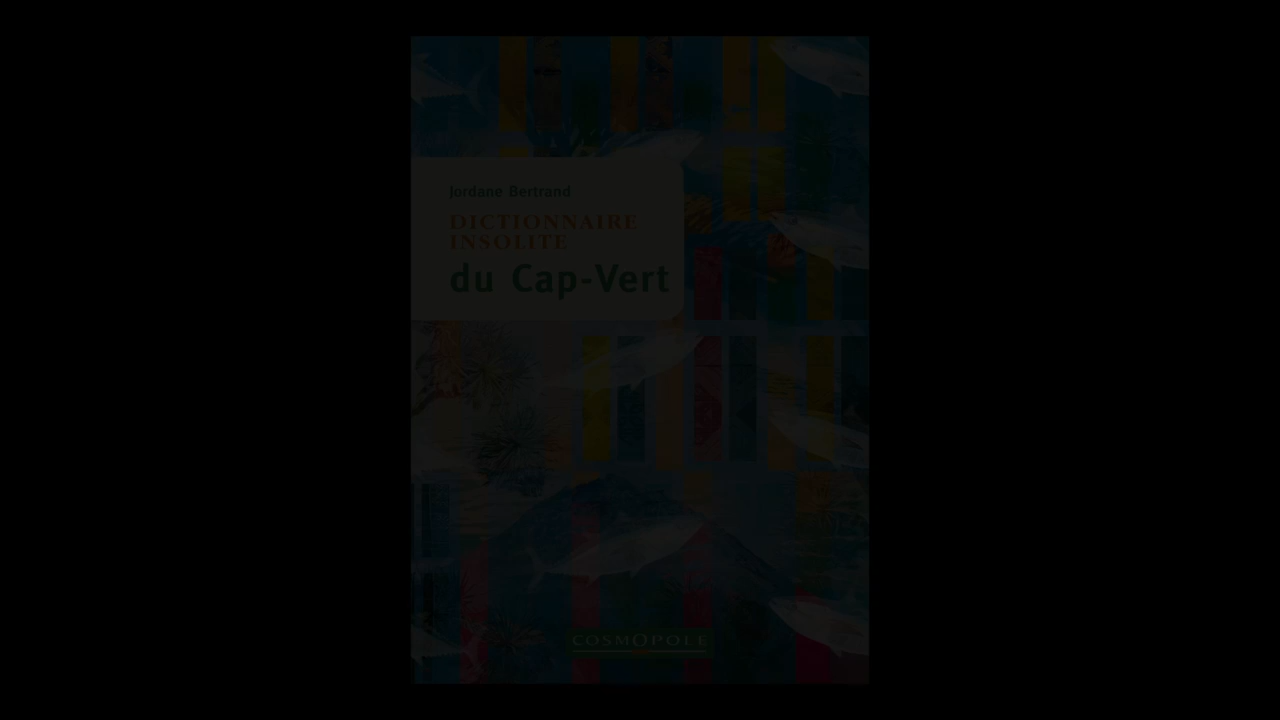 Jordane Bertrand
DICTIONNAIRE
INSOLITE
du Cap-Vert
COSMOPOLE